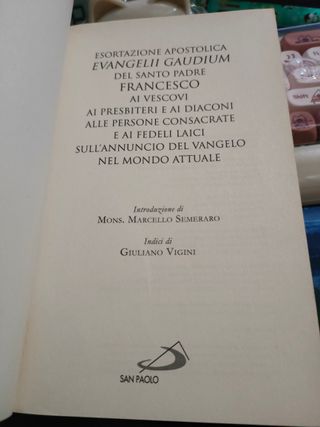 ESORTAZIONE APOSTOLICA
EVANGELII GAUDIUM
DEL SANTO PADRE
FRANCESCO
AI VESCOVI
AI PRESBITERI E AI DIACONI
ALLE PERSONE CONSACRATE
E AI FEDELI LAICI
SULL'ANNUNCIO DEL VANGELO
NEL MONDO ATTUALE
Introduzione di
MONS. MARCELLO SEMERARO
Indici di
GIULIANO VIGINI
SAN PAOLO